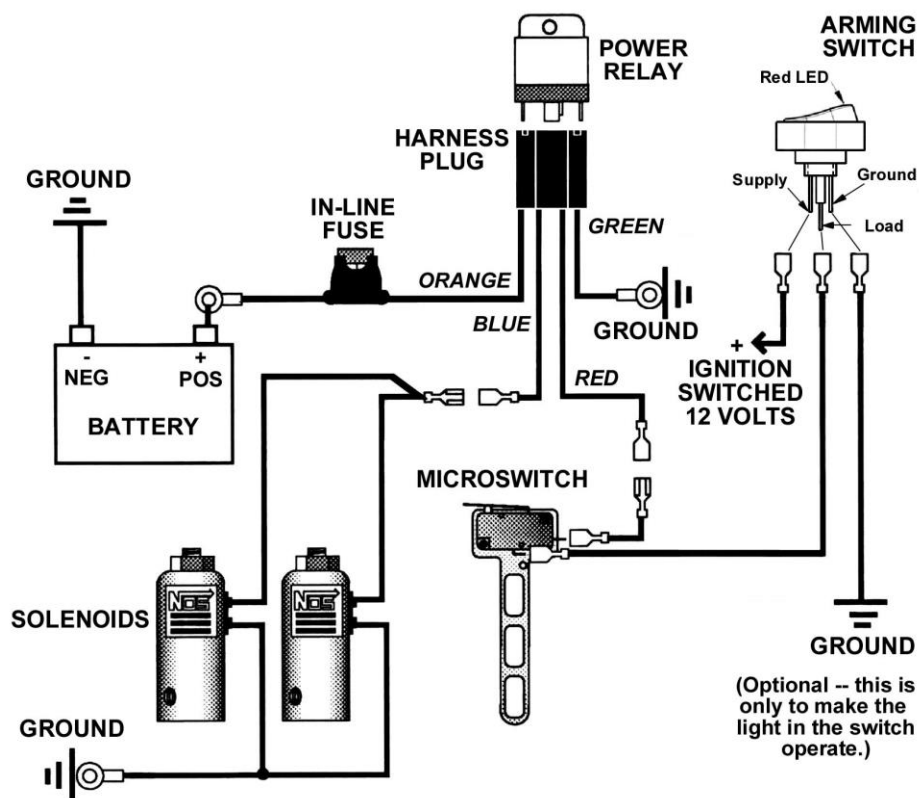 POWER
RELAY
ARMING
SWITCH
Red LED
HARNESS
PLUG
Supply
Ground
Load
GROUND
IN-LINE
FUSE
GREEN
ORANGE
BLUE
GROUND
RED
-
NEG
+
POS
BATTERY
+
IGNITION
SWITCHED
12 VOLTS
MICROSWITCH
SOLENOIDS
NOS
NOS
GROUND
GROUND
(Optional -- this is
only to make the
light in the switch
operate.)